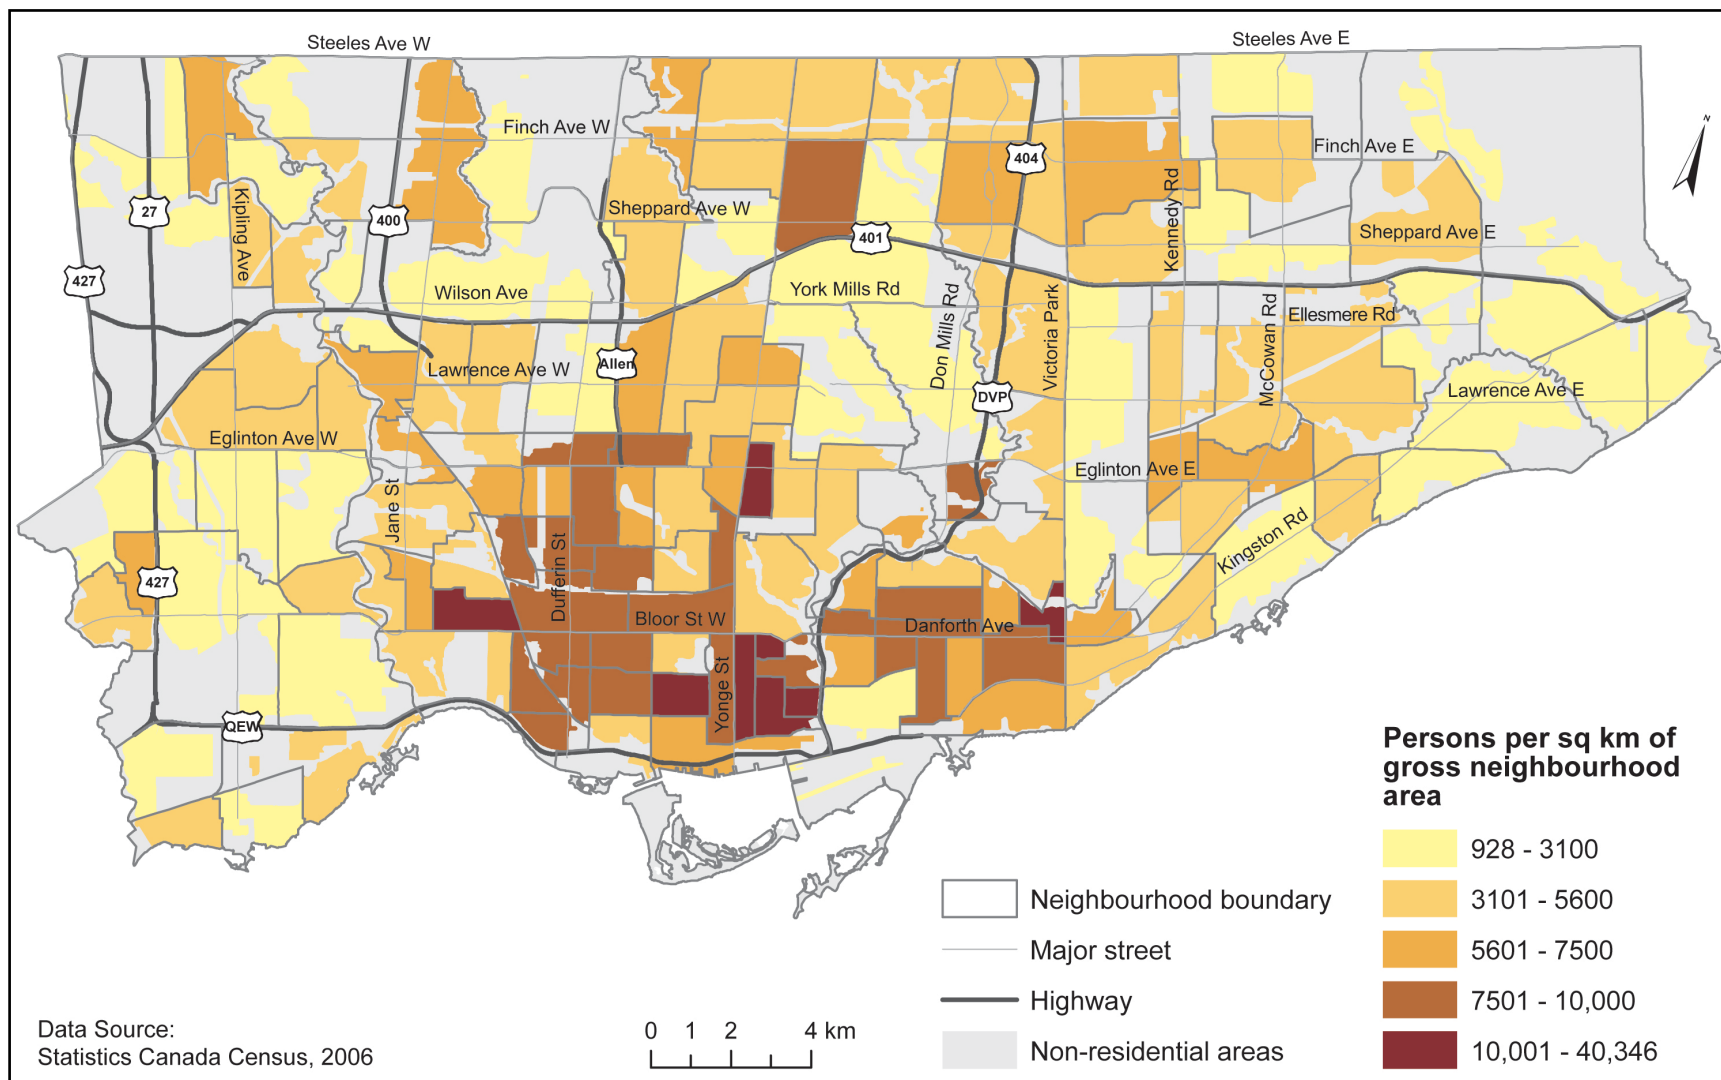 Steeles Ave W
Steeles Ave E
N
Finch Ave W
Finch Ave E
404
27
Kipling Ave
400
Sheppard Ave W
401
Kennedy Rd
Sheppard Ave E
427
Wilson Ave
York Mills Rd
Don Mills Rd
Victoria Park
McCowan Rd
Ellesmere Rd
Allen
Lawrence Ave W
DVP
Lawrence Ave E
Eglinton Ave W
Eglinton Ave E
Jane St
Kingston Rd
427
Dufferin St
Bloor St W
Danforth Ave
Yonge St
QEW
Persons per sq km of
gross neighbourhood
area
928 - 3100
3101 - 5600
5601 - 7500
7501 - 10,000
10,001 - 40,346
Neighbourhood boundary
Major street
Highway
Non-residential areas
0 1 2 4 km
Data Source:
Statistics Canada Census, 2006